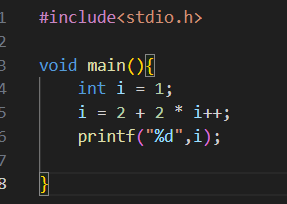 1 #include<stdio.h>
2
3 void main(){
4 int i = 1;
5 i = 2 + 2 * i++;
6 printf("%d",i);
7
8 }